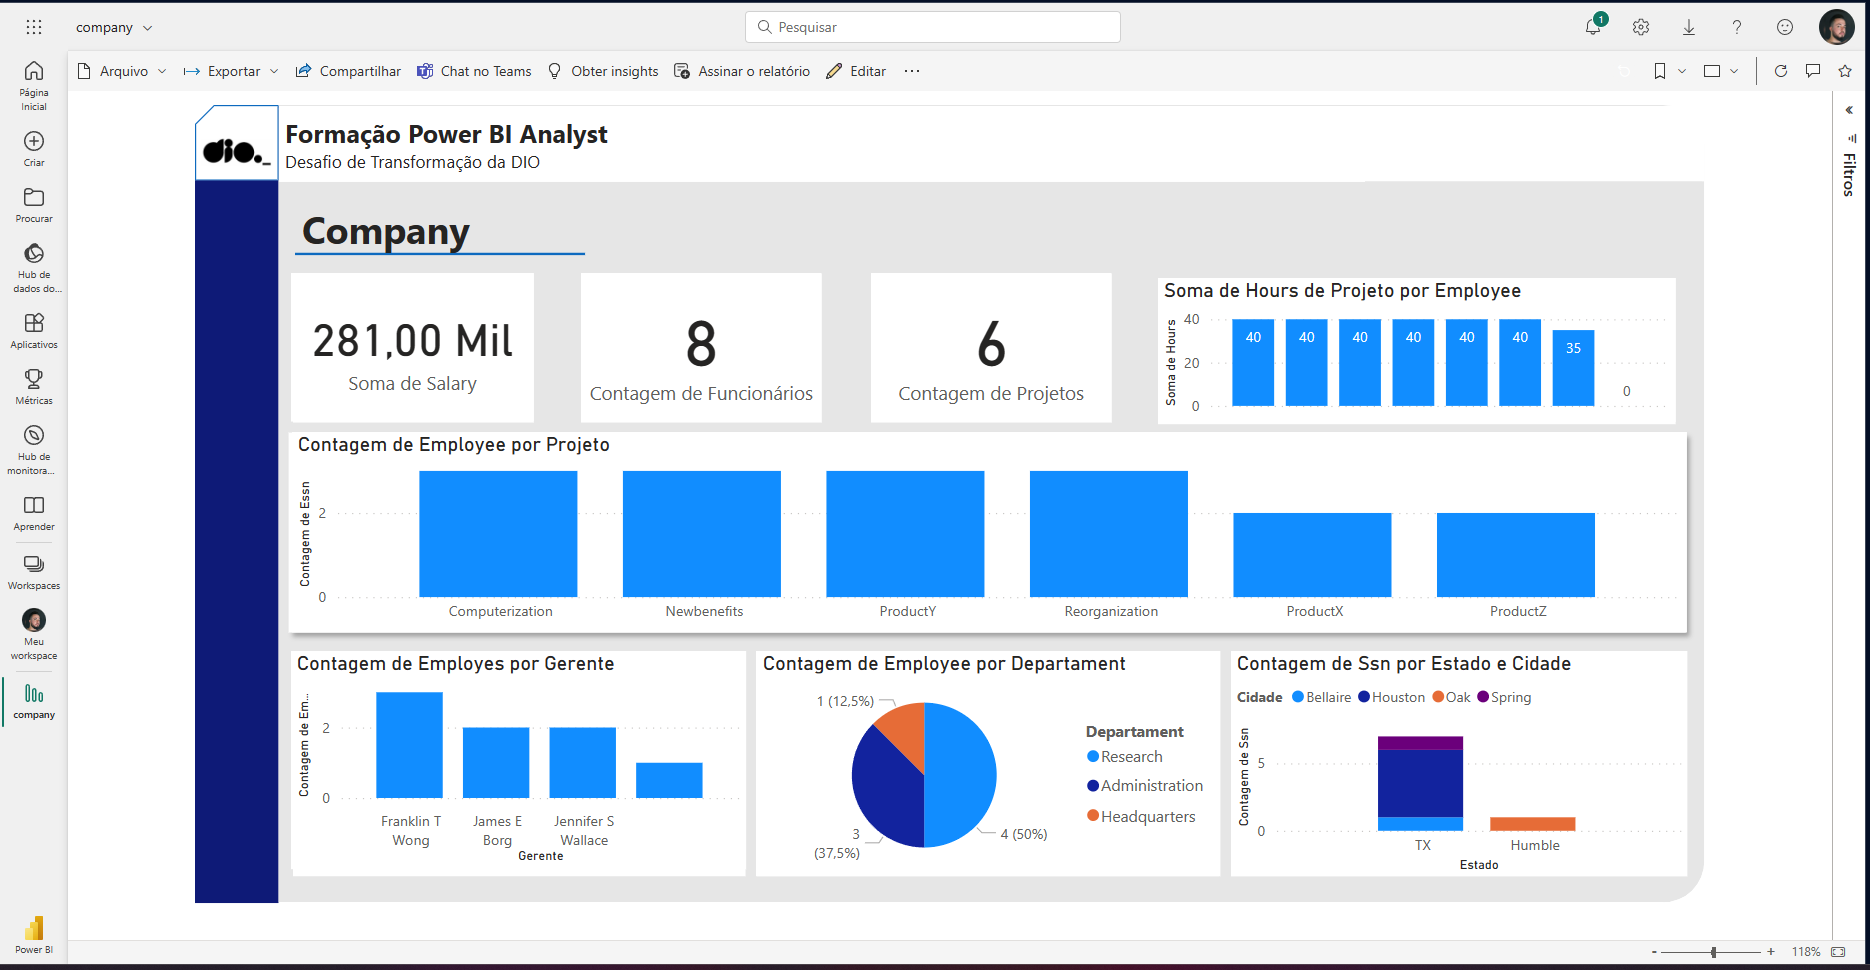 company
Pesquisar
1
Arquivo
Exportar
Compartilhar
Chat no Teams
Obter insights
Assinar o relatório
Editar
...
Página
Inicial
Criar
Procurar
Hub de
dados do...
Aplicativos
Métricas
Hub de
monitora...
Aprender
Workspaces
Meu
workspace
company
Power BI
Filtros
dio._
Formação Power BI Analyst
Desafio de Transformação da DIO
Company
281,00 Mil
Soma de Salary
8
Contagem de Funcionários
6
Contagem de Projetos
Soma de Hours de Projeto por Employee
Soma de Hours
40
20
0
40 40 40 40 40 40 35 0
Contagem de Employee por Projeto
Contagem de Essn
2
0
Computerization Newbenefits ProductY Reorganization ProductX ProductZ
Contagem de Employes por Gerente
Contagem de Em...
2
0
Franklin T
Wong
James E
Borg
Jennifer S
Wallace
Gerente
Contagem de Employee por Departament
1 (12,5%)
3
(37,5%)
4 (50%)
Departament
Research
Administration
Headquarters
Contagem de Ssn por Estado e Cidade
Cidade Bellaire Houston Oak Spring
Contagem de Ssn
5
0
TX Humble
Estado
- + 118%